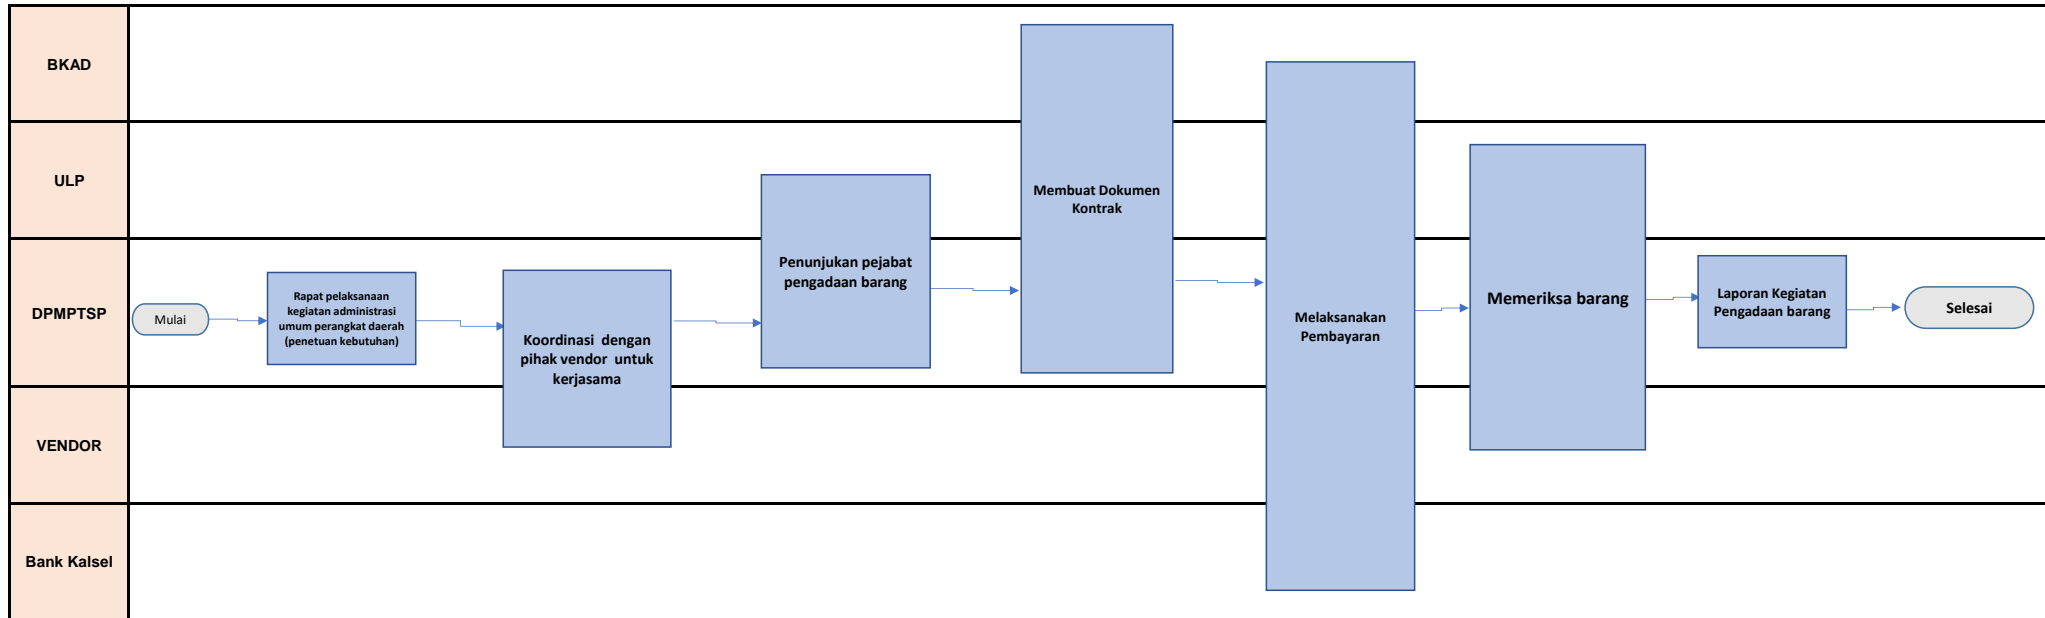 BKAD
ULP
DPMPTSP
VENDOR
Bank Kalsel
Mulai
Rapat pelaksanaan
kegiatan administrasi
umum perangkat daerah
(penetuan kebutuhan)
Koordinasi dengan
pihak vendor untuk
kerjasama
Penunjukan pejabat
pengadaan barang
Membuat Dokumen
Kontrak
Melaksanakan
Pembayaran
Memeriksa barang
Laporan Kegiatan
Pengadaan barang
Selesai